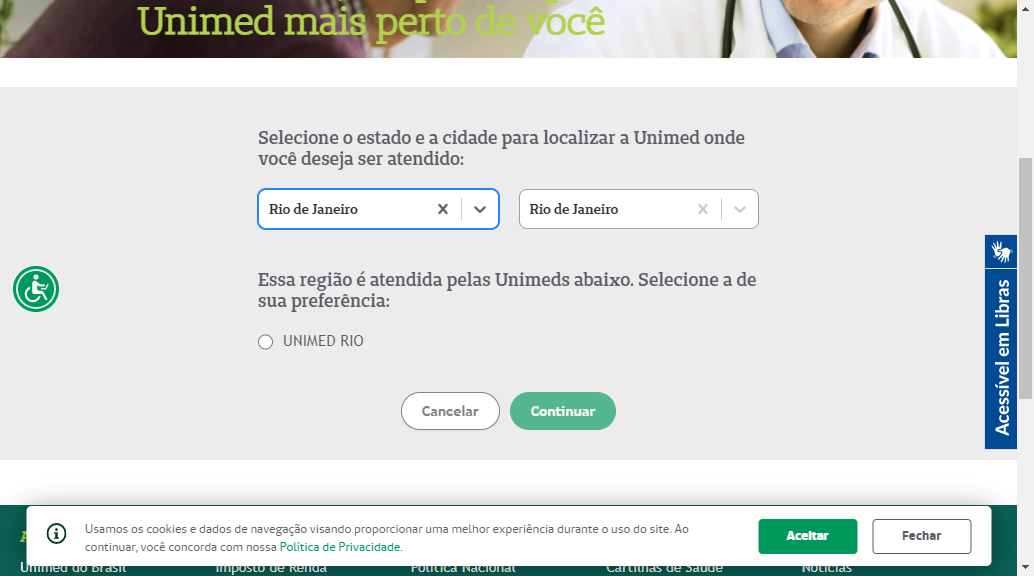 Unimed mais perto de você
Selecione o estado e a cidade para localizar a Unimed onde
você deseja ser atendido:
Rio de Janeiro
Rio de Janeiro
Essa região é atendida pelas Unimeds abaixo. Selecione a de
sua preferência:
UNIMED RIO
Cancelar
Continuar
Acessível em Libras
Usamos os cookies e dados de navegação visando proporcionar uma melhor experiência durante o uso do site. Ao
continuar, você concorda com nossa Política de Privacidade.
Aceitar
Fechar
Unimed do Brasil
Imposto de Renda
Política Nacional
Cartilhas de Saúde
Notícias